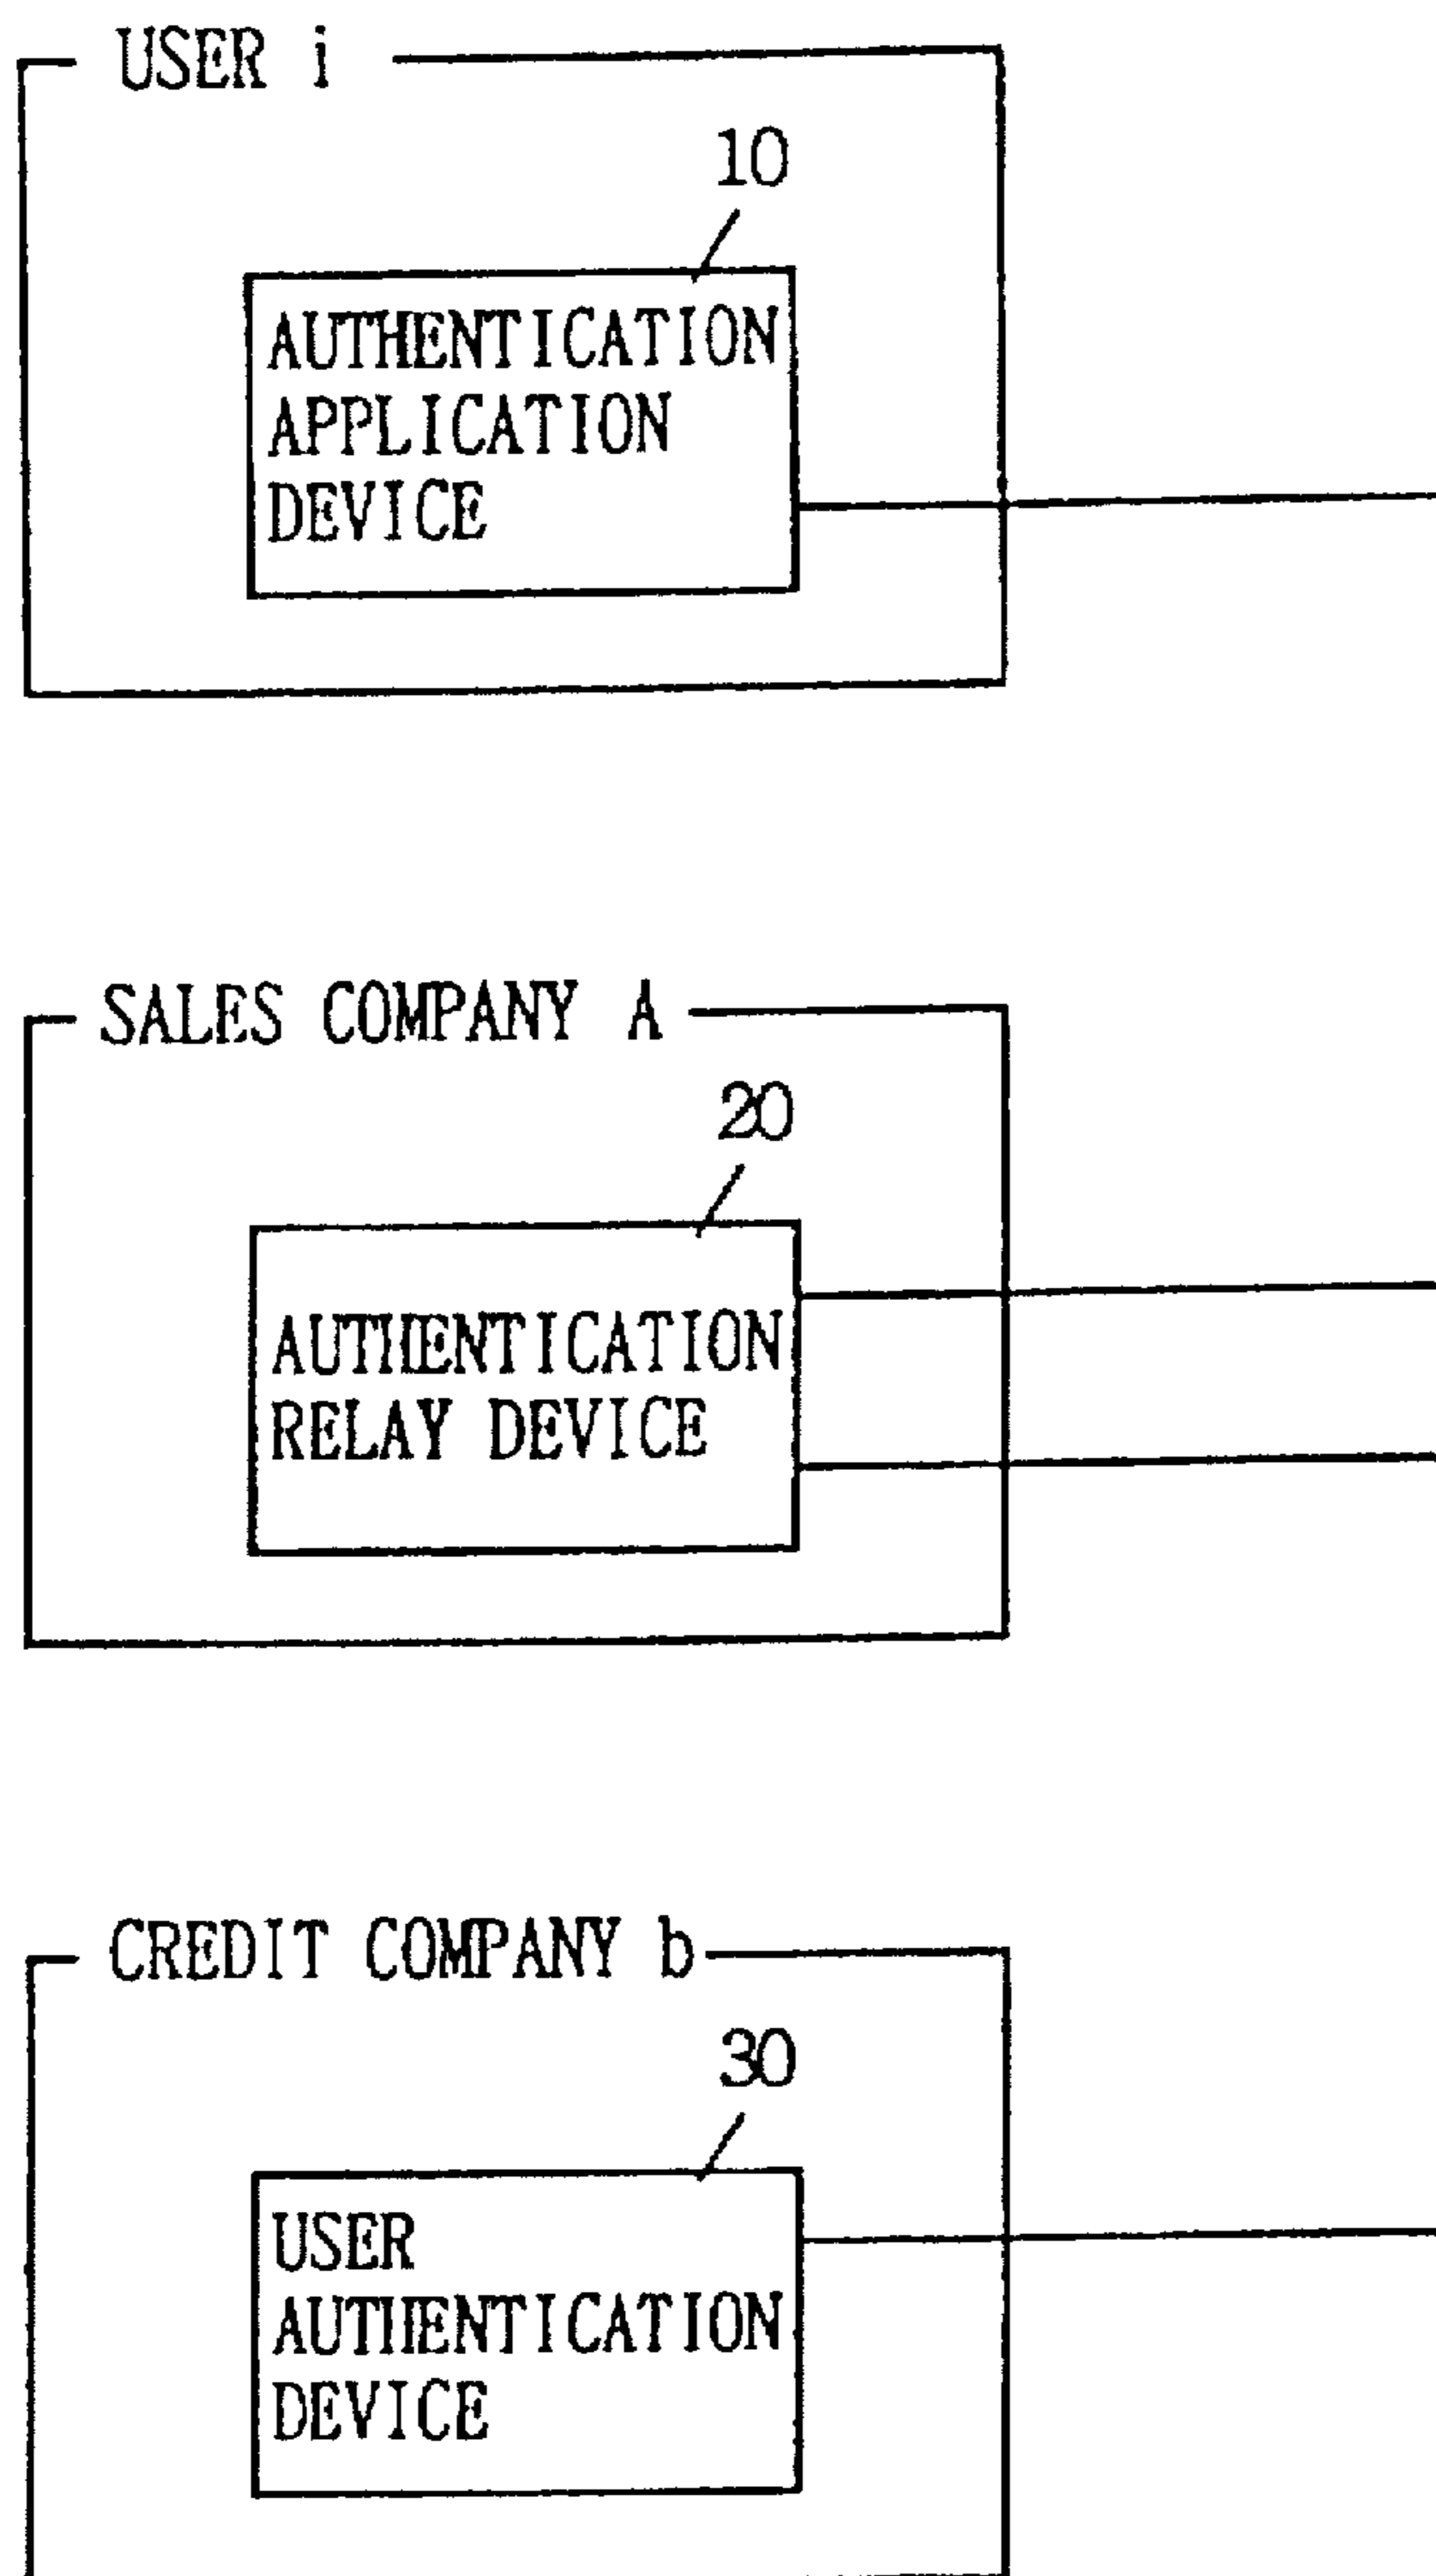 USER i
10
AUTHENTICATION
APPLICATION
DEVICE
SALES COMPANY A
20
AUTHENTICATION
RELAY DEVICE
CREDIT COMPANY b
30
USER
AUTHENTICATION
DEVICE